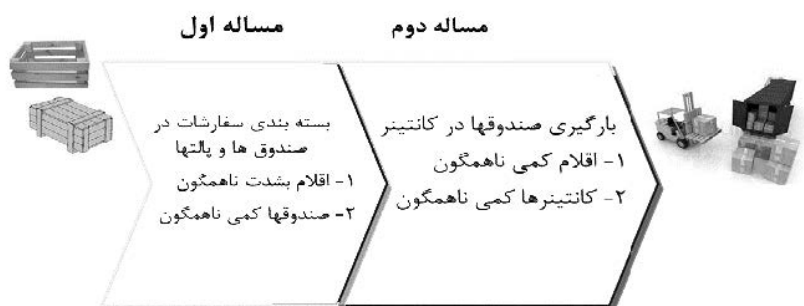 مساله اول
بسته بندی سفارشات در
صندوق ها و پالتها
۱- اقلام بشدت ناهمگون
۲- صندوقها کمی ناهمگون
مساله دوم
بارگیری صندوقها در کانتینر
۱- اقلام کمی ناهمگون
۲- کانتینرها کمی ناهمگون